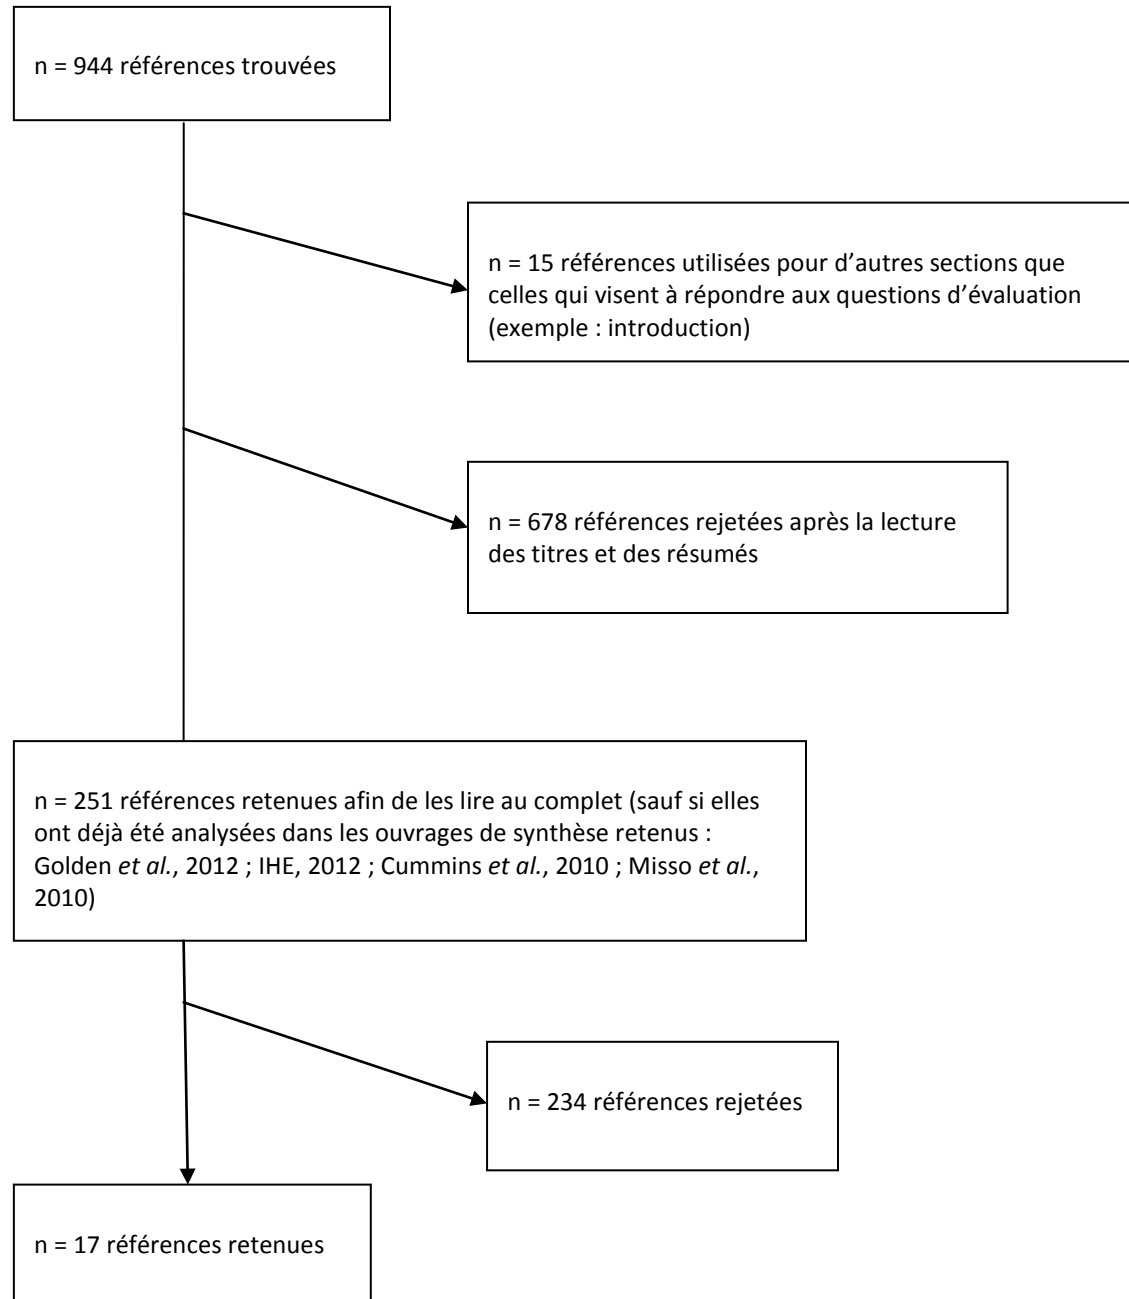 n = 944 références trouvées
n = 15 références utilisées pour d’autres sections que
celles qui visent à répondre aux questions d’évaluation
(exemple : introduction)
n = 678 références rejetées après la lecture
des titres et des résumés
n = 251 références retenues afin de les lire au complet (sauf si elles
ont déjà été analysées dans les ouvrages de synthèse retenus :
Golden et al., 2012 ; IHE, 2012 ; Cummins et al., 2010 ; Misso et al.,
2010)
n = 234 références rejetées
n = 17 références retenues